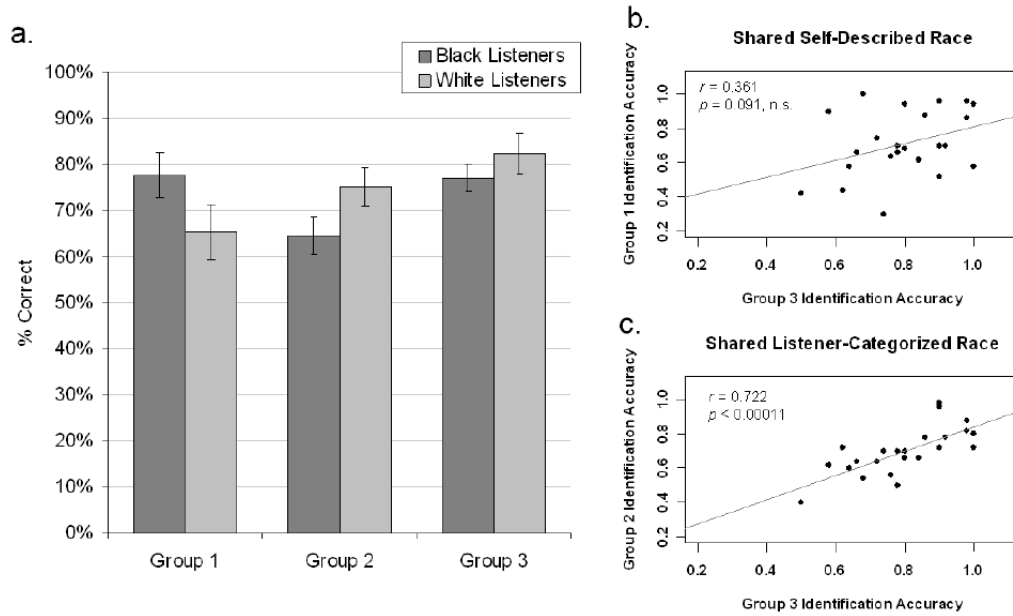 a.
Black Listeners
White Listeners
100%
90%
80%
70%
60%
50%
40%
30%
20%
10%
0%
% Correct
Group 1
Group 2
Group 3
b.
Shared Self-Described Race
r = 0.361
p = 0.091, n.s.
1.0
0.8
0.6
0.4
0.2
Group 1 Identification Accuracy
0.2 0.4 0.6 0.8 1.0
Group 3 Identification Accuracy
c.
Shared Listener-Categorized Race
r = 0.722
p < 0.00011
1.0
0.8
0.6
0.4
0.2
Group 2 Identification Accuracy
0.2 0.4 0.6 0.8 1.0
Group 3 Identification Accuracy